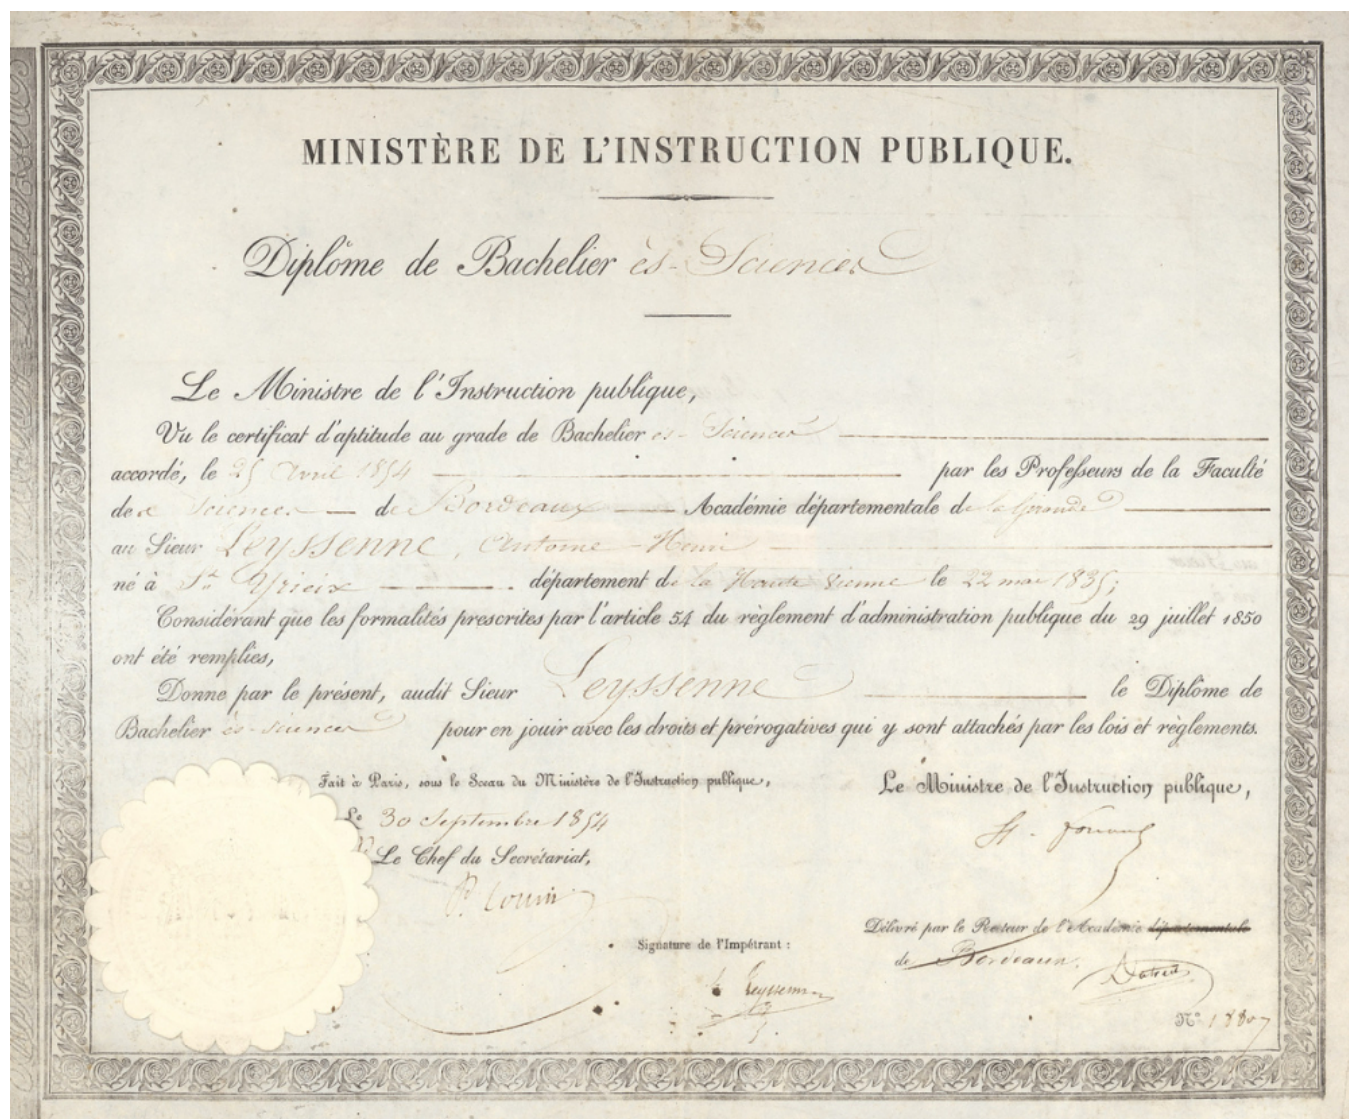 MINISTÈRE DE L'INSTRUCTION PUBLIQUE.
Diplôme de Bachelier ès-Sciences
Le Ministre de l'Instruction publique,
Vu le certificat d'aptitude au grade de Bachelier ès-Sciences
accordé, le 25 Avril 1854 par les Professeurs de la Faculté
des Sciences de Bordeaux Académie départementale de la Gironde
au Sieur Leyssenne, Antoine Henri
né à St Yrieix département de la Haute Vienne le 22 mai 1835;
Considérant que les formalités prescrites par l'article 54 du règlement d'administration publique du 29 juillet 1850
ont été remplies,
Donne par le présent, audit Sieur Leyssenne le Diplôme de
Bachelier ès-sciences pour en jouir avec les droits et prérogatives qui y sont attachés par les lois et règlements.
Fait à Paris, sous le Sceau du Ministère de l'Instruction publique,
Le 30 Septembre 1854
Le Chef du Secrétariat,
Le Ministre de l'Instruction publique,
H. Fortoul
Délivré par le Recteur de l'Académie départementale
de Bordeaux.
Signature de l'Impétrant :
Leyssenne
N° 1807